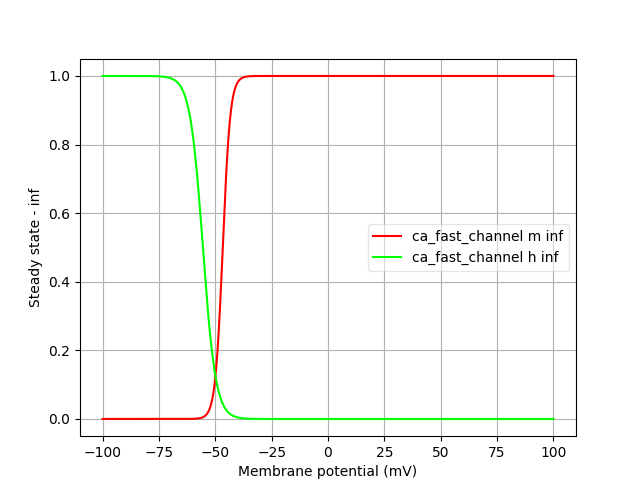 1.0
0.8
0.6
0.4
0.2
0.0
Steady state - inf
ca_fast_channel m inf
ca_fast_channel h inf
−100 −75 −50 −25 0 25 50 75 100
Membrane potential (mV)